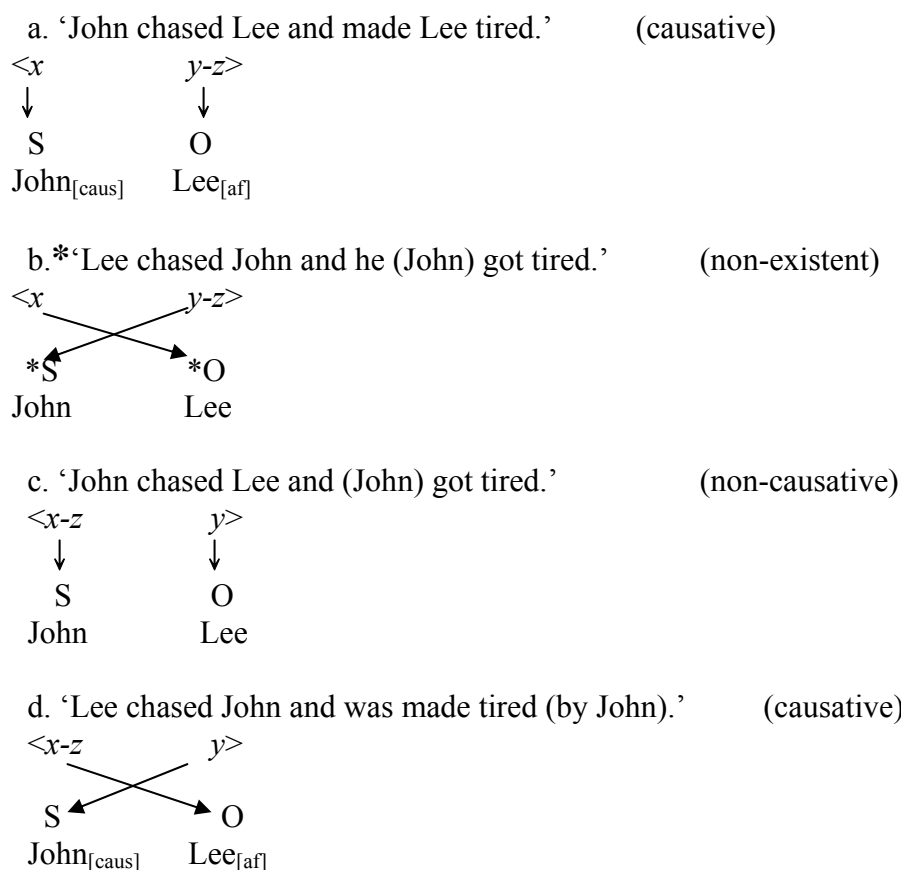 a. ‘John chased Lee and made Lee tired.’ (causative)
<x y-z>
S O
John[caus] Lee[af]
b.*‘Lee chased John and he (John) got tired.’ (non-existent)
<x y-z>
*S *O
John Lee
c. ‘John chased Lee and (John) got tired.’ (non-causative)
<x-z y>
S O
John Lee
d. ‘Lee chased John and was made tired (by John).’ (causative)
<x-z y>
S O
John[caus] Lee[af]